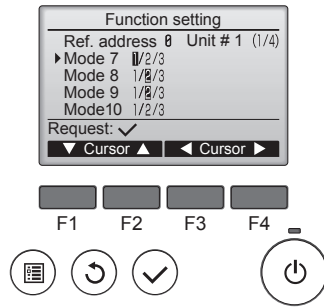 Function setting
Ref. address 0 Unit # 1 (1/4)
Mode 7 1/2/3
Mode 8 1/2/3
Mode 9 1/2/3
Mode10 1/2/3
Request: ✓
▼ Cursor ▲ ◀ Cursor ▶
F1 F2 F3 F4